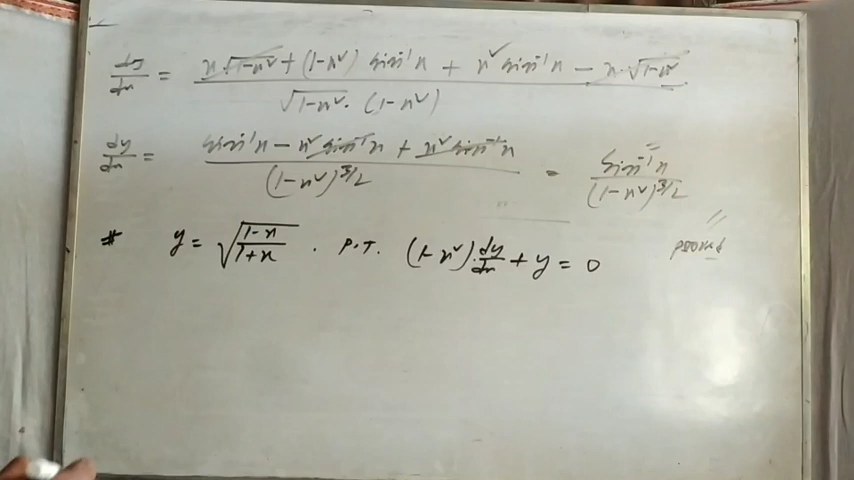 dy/dx = (x√(1-x²) + (1-x²) sin⁻¹x + x² sin⁻¹x - x·√(1-x²)) / (√(1-x²)·(1-x²))
dy/dx = (sin⁻¹x - x² sin⁻¹x + x² sin⁻¹x) / (1-x²)^3/2 = sin⁻¹x / (1-x²)^3/2
# y = √((1-x)/(1+x)) . P.T. (1-x²)·dy/dx + y = 0 proved